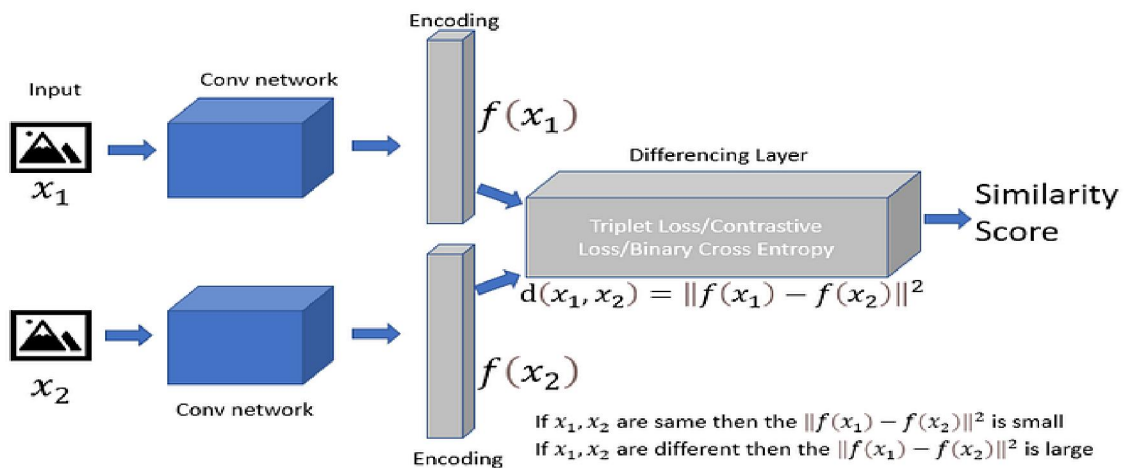 Encoding
Conv network
Input
f(x₁)
x₁
Differencing Layer
Triplet Loss/Contrastive
Loss/Binary Cross Entropy
Similarity
Score
d(x₁, x₂) = ‖f(x₁) − f(x₂)‖²
x₂
f(x₂)
Conv network
Encoding
If x₁, x₂ are same then the ‖f(x₁) − f(x₂)‖² is small
If x₁, x₂ are different then the ‖f(x₁) − f(x₂)‖² is large